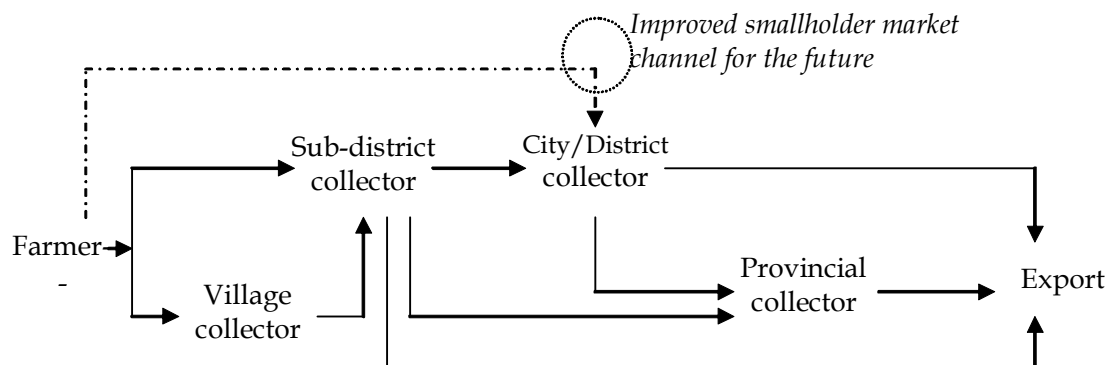 Improved smallholder market
channel for the future
Sub-district
collector
City/District
collector
Farmer
-
Village
collector
Provincial
collector
Export